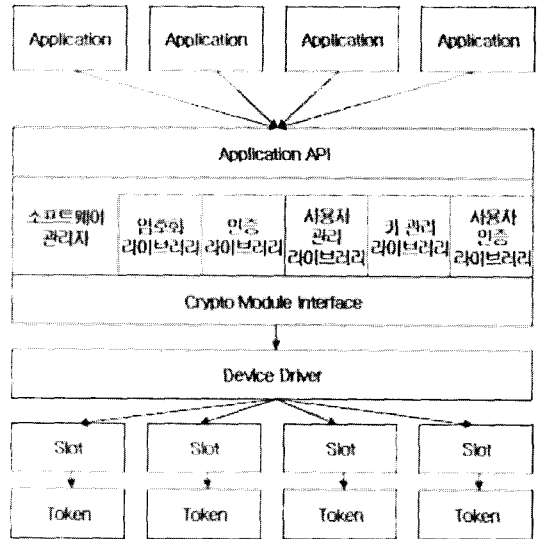 Application Application Application Application
Application API
소프트웨어
관리자
암호화
라이브러리
인증
라이브러리
사용자
관리
라이브러리
키 관리
라이브러리
사용자
인증
라이브러리
Crypto Module Interface
Device Driver
Slot Slot Slot Slot
Token Token Token Token